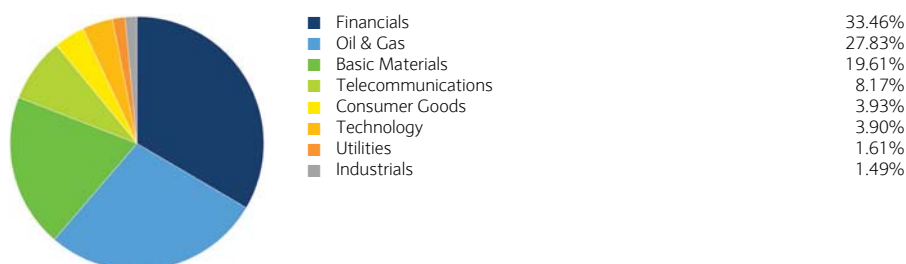 Financials 33.46%
Oil & Gas 27.83%
Basic Materials 19.61%
Telecommunications 8.17%
Consumer Goods 3.93%
Technology 3.90%
Utilities 1.61%
Industrials 1.49%